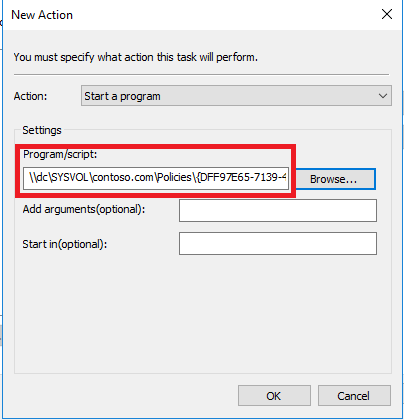 New Action
You must specify what action this task will perform.
Action:
Start a program
Settings
Program/script:
\\dc\SYSVOL\contoso.com\Policies\{DFF97E65-7139-4
Browse...
Add arguments(optional):
Start in(optional):
OK
Cancel